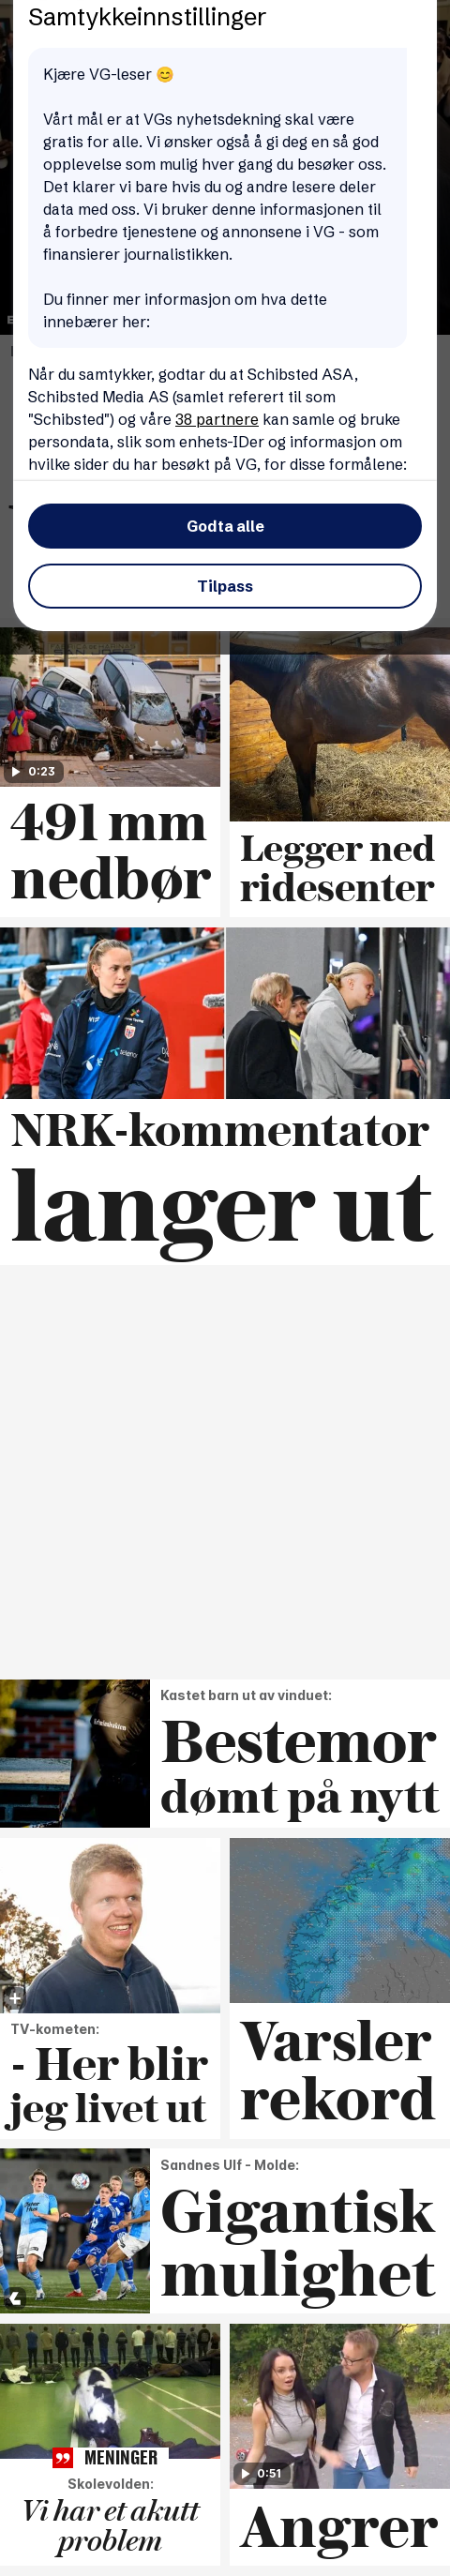 Samtykkeinnstillinger
Kjære VG-leser 😊
Vårt mål er at VGs nyhetsdekning skal være
gratis for alle. Vi ønsker også å gi deg en så god
opplevelse som mulig hver gang du besøker oss.
Det klarer vi bare hvis du og andre lesere deler
data med oss. Vi bruker denne informasjonen til
å forbedre tjenestene og annonsene i VG - som
finansierer journalistikken.
Du finner mer informasjon om hva dette
innebærer her:
Når du samtykker, godtar du at Schibsted ASA,
Schibsted Media AS (samlet referert til som
"Schibsted") og våre 38 partnere kan samle og bruke
persondata, slik som enhets-IDer og informasjon om
hvilke sider du har besøkt på VG, for disse formålene:
Godta alle
Tilpass
0:23
491 mm
nedbør
Legger ned
ridesenter
NRK-kommentator
langer ut
Kastet barn ut av vinduet:
Bestemor
dømt på nytt
TV-kometen:
- Her blir
jeg livet ut
Varsler
rekord
Sandnes Ulf - Molde:
Gigantisk
mulighet
MENINGER
Skolevolden:
Vi har et akutt
problem
0:51
Angrer